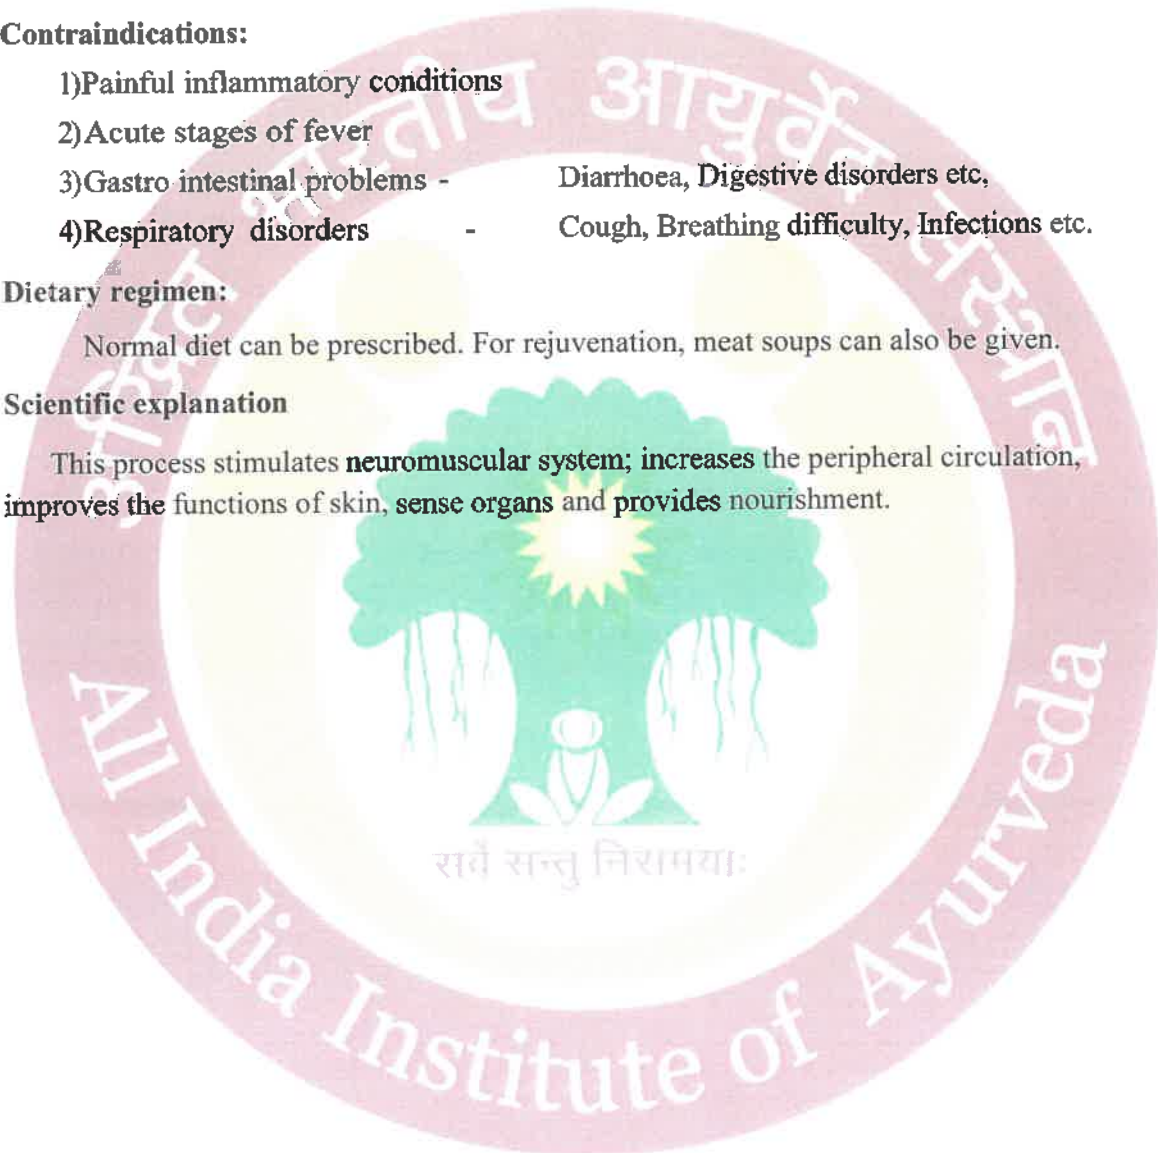 Contraindications:
1)Painful inflammatory conditions
2)Acute stages of fever
3)Gastro intestinal problems - Diarrhoea, Digestive disorders etc,
4)Respiratory disorders - Cough, Breathing difficulty, Infections etc.
Dietary regimen:
Normal diet can be prescribed. For rejuvenation, meat soups can also be given.
Scientific explanation
This process stimulates neuromuscular system; increases the peripheral circulation,
improves the functions of skin, sense organs and provides nourishment.
अखिल भारतीय आयुर्वेद संस्थान
सर्वे सन्तु निरामयाः
All India Institute of Ayurveda